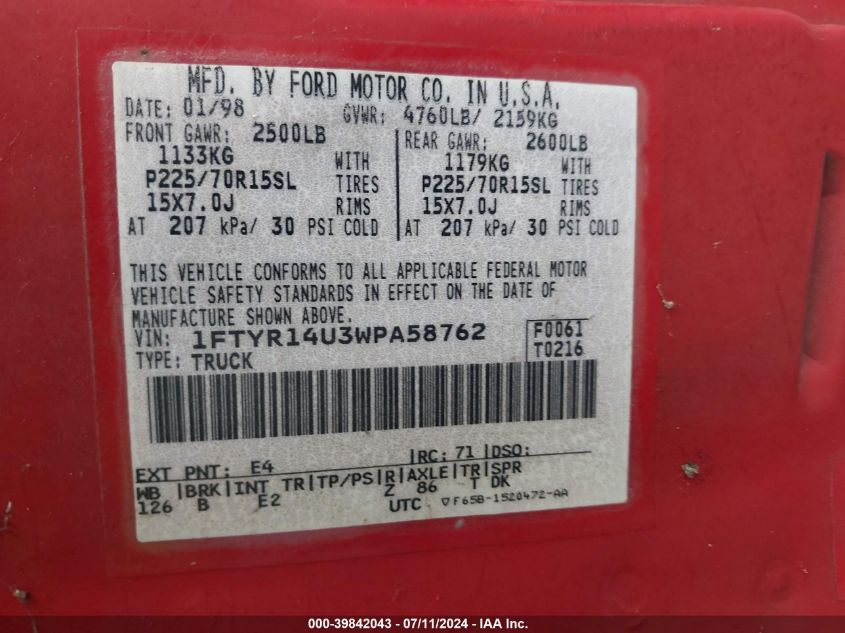 MFD. BY FORD MOTOR CO. IN U.S.A.
DATE: 01/98 GVWR: 4760LB/ 2159KG
FRONT GAWR: 2500LB REAR GAWR: 2600LB
1133KG WITH 1179KG WITH
P225/70R15SL TIRES P225/70R15SL TIRES
15X7.0J RIMS 15X7.0J RIMS
AT 207 kPa/ 30 PSI COLD AT 207 kPa/ 30 PSI COLD
THIS VEHICLE CONFORMS TO ALL APPLICABLE FEDERAL MOTOR
VEHICLE SAFETY STANDARDS IN EFFECT ON THE DATE OF
MANUFACTURE SHOWN ABOVE.
VIN: 1FTYR14U3WPA58762 F0061
TYPE: TRUCK T0216
EXT PNT: E4 |RC: 71 |DSO:
WB |BRK|INT TR|TP/PS|R|AXLE|TR|SPR
126 B E2 Z 86 T DK
UTC ▽F65B-1520472-AA
000-39842043 - 07/11/2024 - IAA Inc.